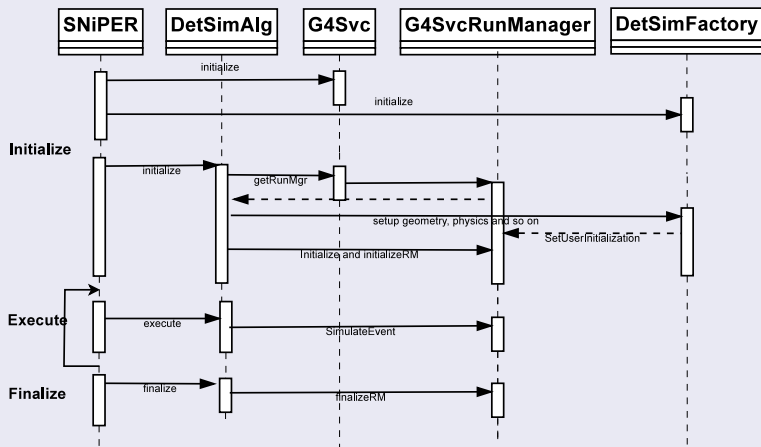 SNiPER DetSimAlg G4Svc G4SvcRunManager DetSimFactory
initialize
initialize
Initialize
initialize
getRunMgr
setup geometry, physics and so on
SetUserInitialization
Initialize and initializeRM
Execute
execute
SimulateEvent
Finalize
finalize
finalizeRM